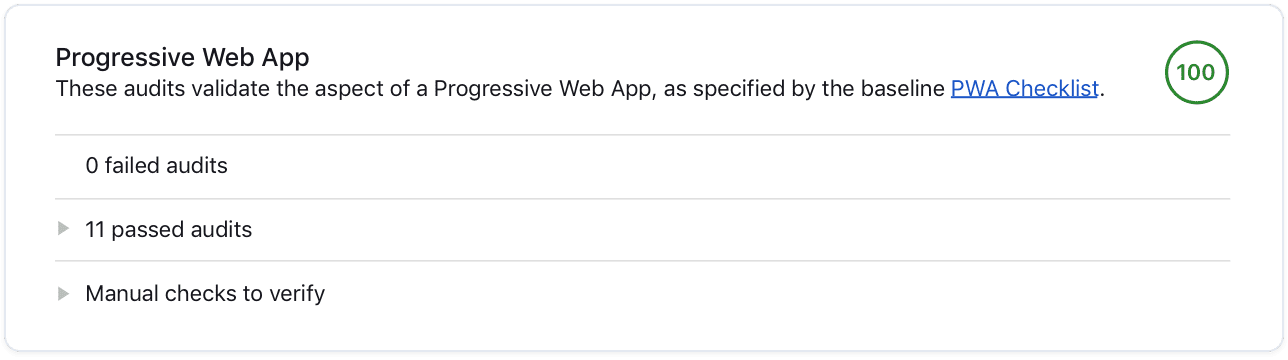 Progressive Web App
These audits validate the aspect of a Progressive Web App, as specified by the baseline PWA Checklist.
100
0 failed audits
11 passed audits
Manual checks to verify